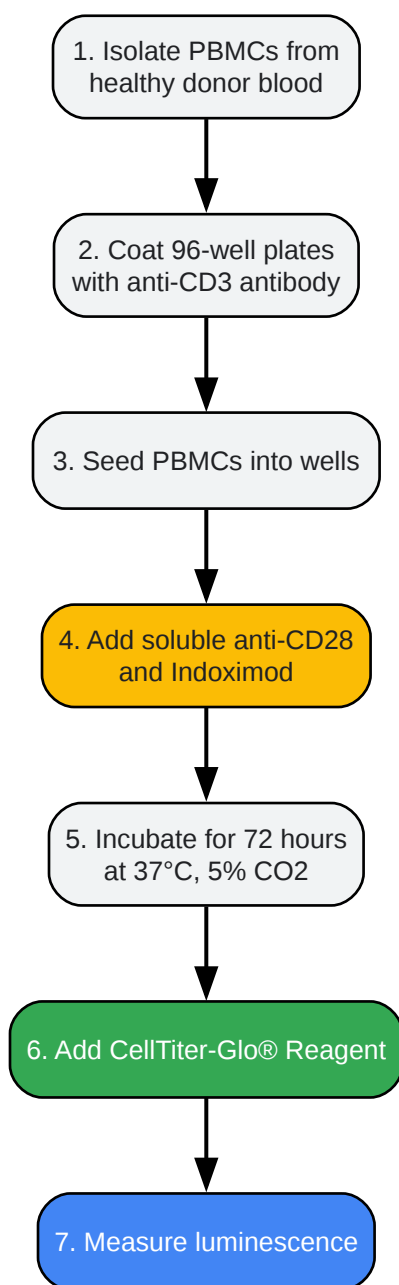 1. Isolate PBMCs from
healthy donor blood
2. Coat 96-well plates
with anti-CD3 antibody
3. Seed PBMCs into wells
4. Add soluble anti-CD28
and Indoximod
5. Incubate for 72 hours
at 37°C, 5% CO2
6. Add CellTiter-Glo® Reagent
7. Measure luminescence